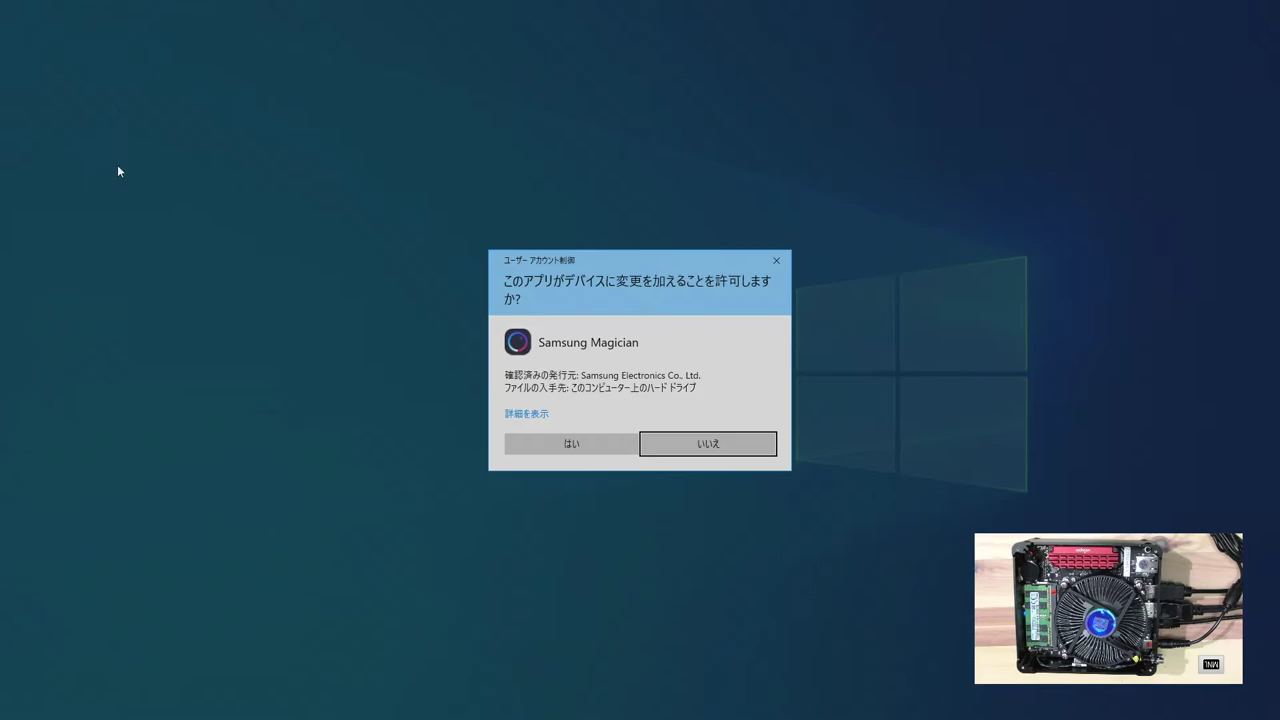 ユーザー アカウント制御
このアプリがデバイスに変更を加えることを許可します
か?
Samsung Magician
確認済みの発行元: Samsung Electronics Co., Ltd.
ファイルの入手先: このコンピューター上のハード ドライブ
詳細を表示
はい
いいえ